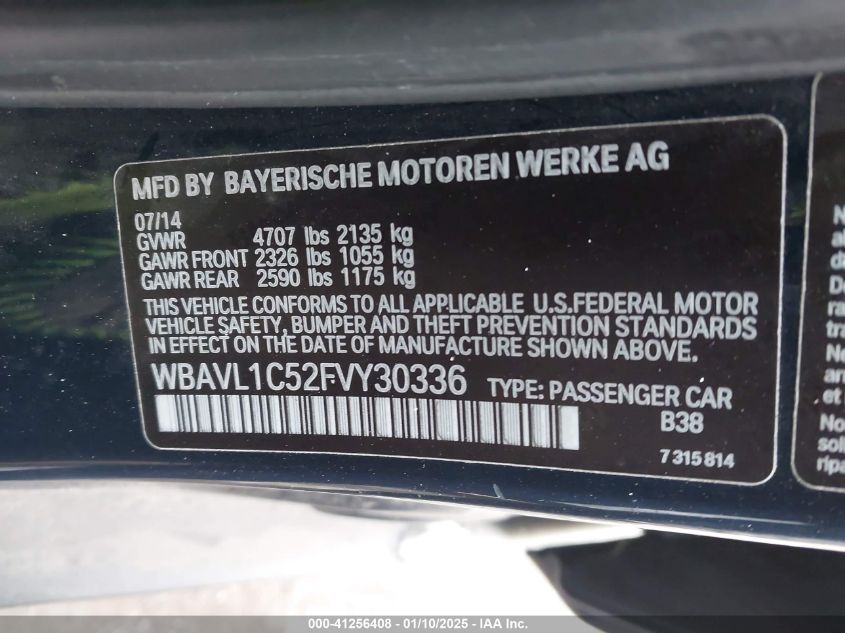 MFD BY BAYERISCHE MOTOREN WERKE AG
07/14
GVWR 4707 lbs 2135 kg
GAWR FRONT 2326 lbs 1055 kg
GAWR REAR 2590 lbs 1175 kg
THIS VEHICLE CONFORMS TO ALL APPLICABLE U.S.FEDERAL MOTOR
VEHICLE SAFETY, BUMPER AND THEFT PREVENTION STANDARDS
IN EFFECT ON THE DATE OF MANUFACTURE SHOWN ABOVE.
WBAVL1C52FVY30336 TYPE: PASSENGER CAR
B38
7 315 814
000-41256408 - 01/10/2025 - IAA Inc.